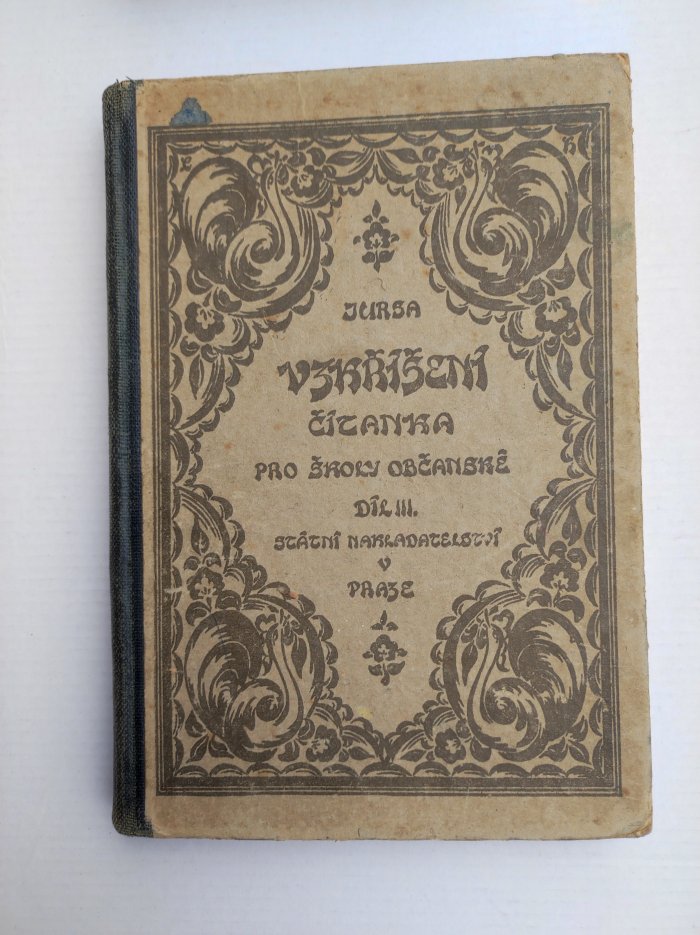 JURSA
VZKŘÍŠENÍ
ČÍTANKA
PRO ŠKOLY OBČANSKÉ
DÍL III.
STÁTNÍ NAKLADATELSTVÍ
V
PRAZE